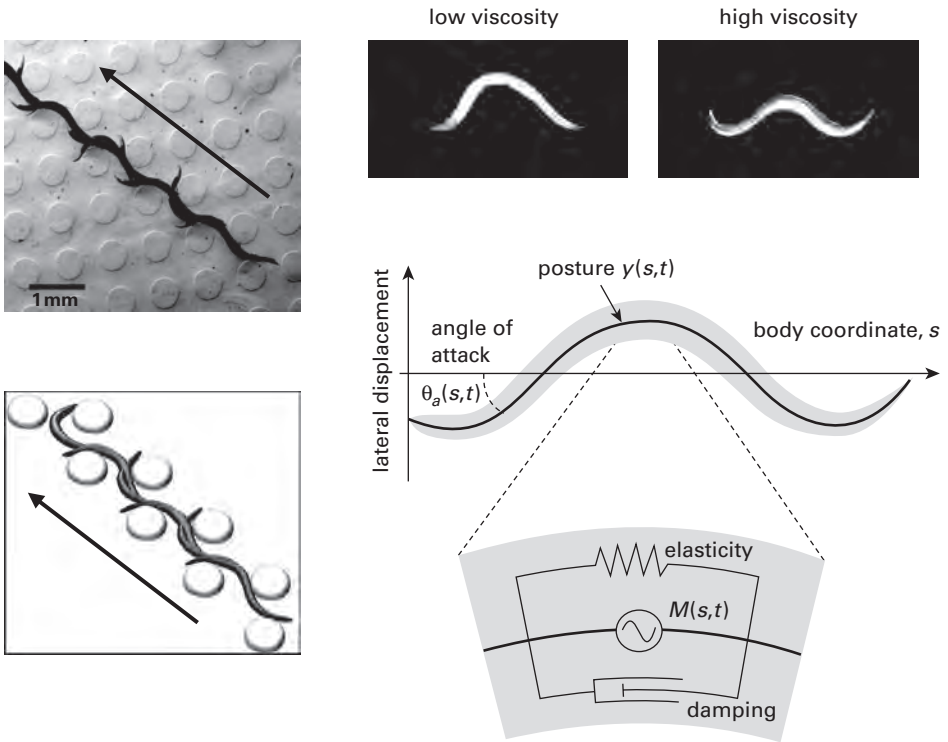 low viscosity
high viscosity
1mm
lateral displacement
posture y(s,t)
angle of
attack
body coordinate, s
θa(s,t)
elasticity
M(s,t)
damping